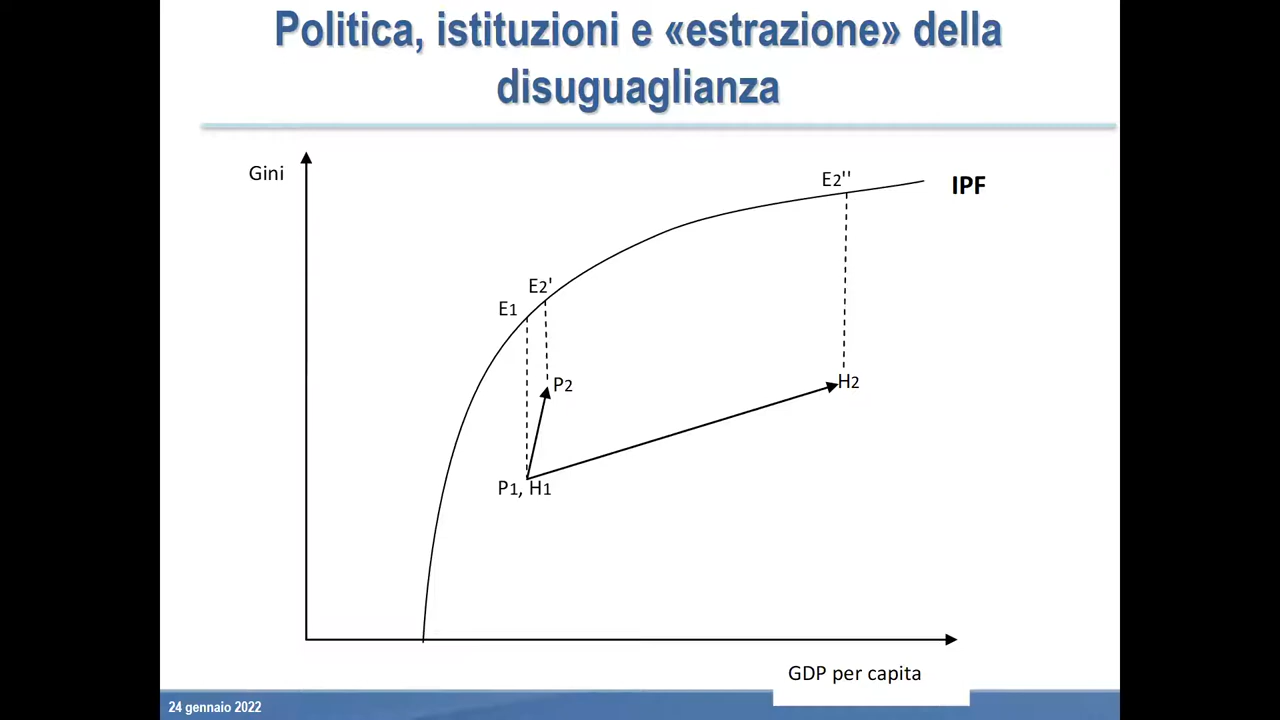 Politica, istituzioni e «estrazione» della
disuguaglianza
Gini
E2''
IPF
E2'
E1
P2
H2
P1, H1
GDP per capita
24 gennaio 2022